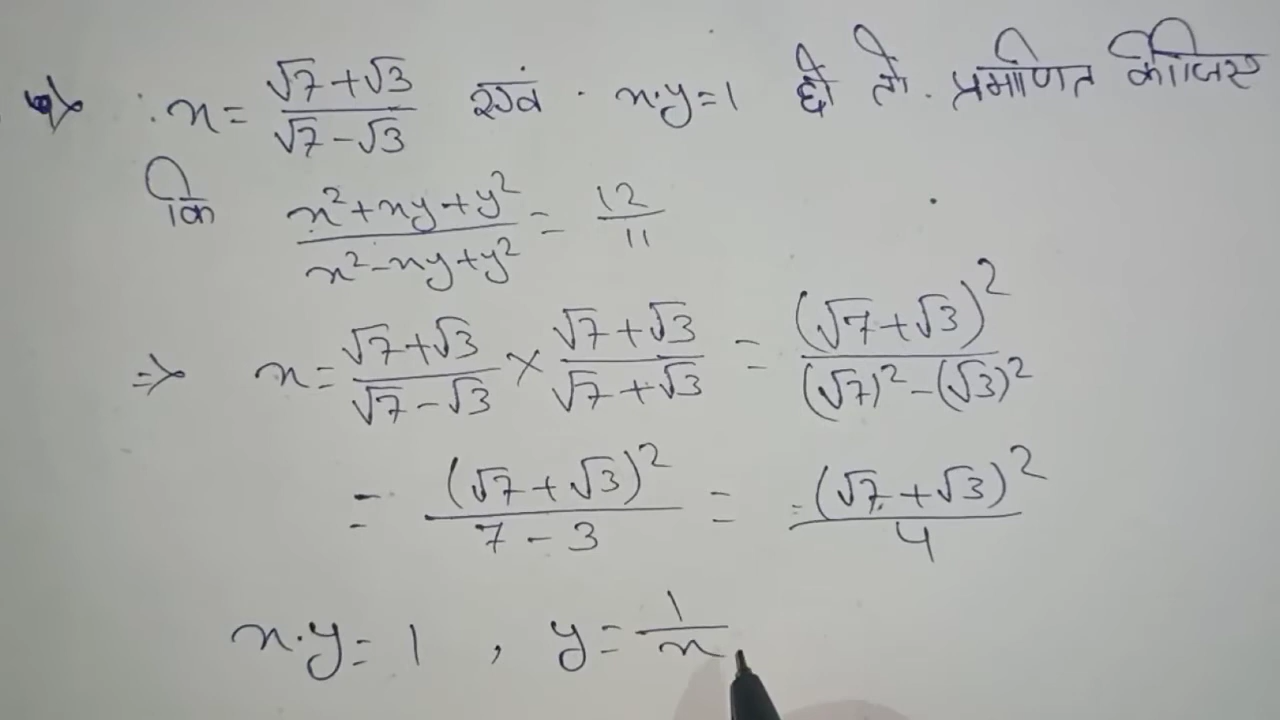 x = (√7+√3)/(√7-√3) एवं x·y=1 हो तो. प्रमाणित कीजिए
कि (x²+xy+y²)/(x²-xy+y²) = 12/11
=> x = (√7+√3)/(√7-√3) × (√7+√3)/(√7+√3) = (√7+√3)²/((√7)²-(√3)²)
= (√7+√3)²/(7-3) = (√7+√3)²/4
x·y=1 , y=1/x